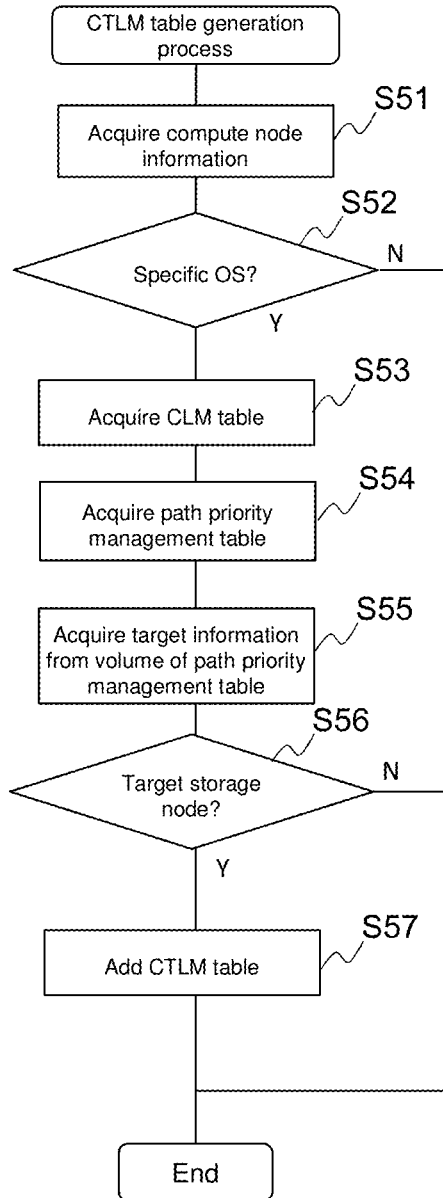 CTLM table generation
process
S51
Acquire compute node
information
S52
Specific OS?
N
Y
S53
Acquire CLM table
S54
Acquire path priority
management table
S55
Acquire target information
from volume of path priority
management table
S56
Target storage
node?
N
Y
S57
Add CTLM table
End